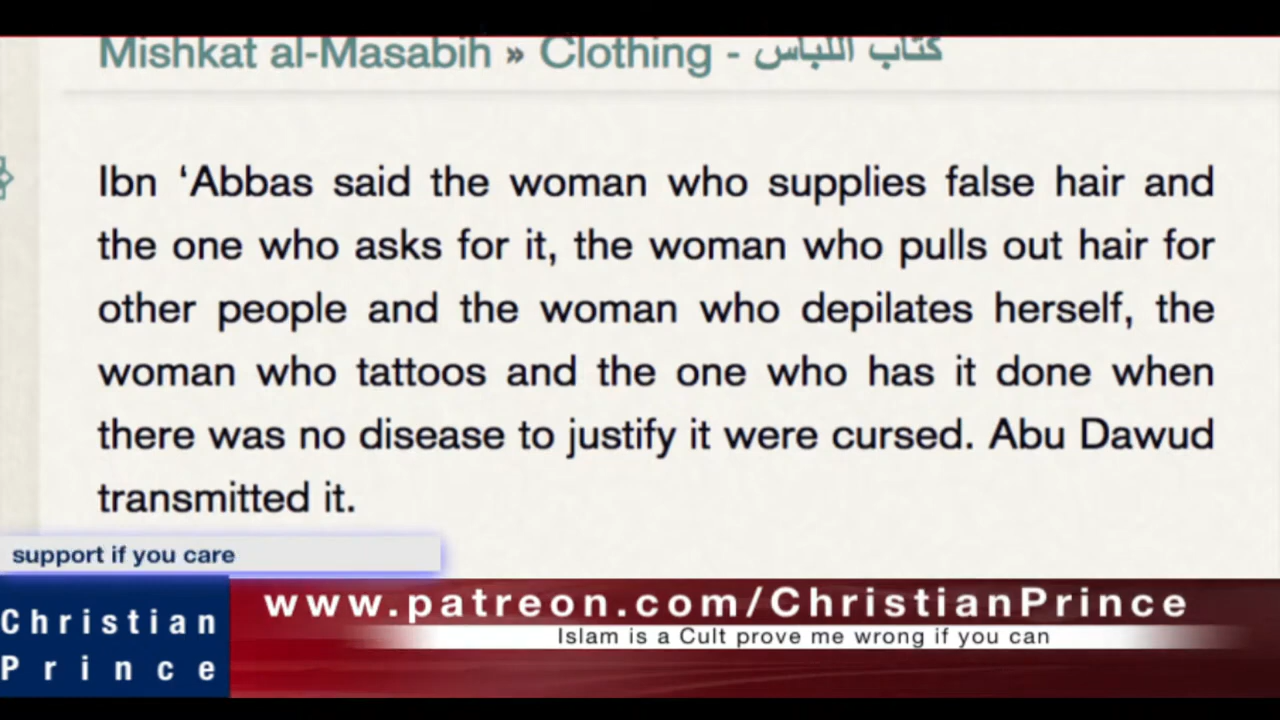 Mishkat al-Masabih » Clothing - كتاب اللباس
Ibn ‘Abbas said the woman who supplies false hair and
the one who asks for it, the woman who pulls out hair for
other people and the woman who depilates herself, the
woman who tattoos and the one who has it done when
there was no disease to justify it were cursed. Abu Dawud
transmitted it.
support if you care
Christian
Prince
www.patreon.com/ChristianPrince
Islam is a Cult prove me wrong if you can